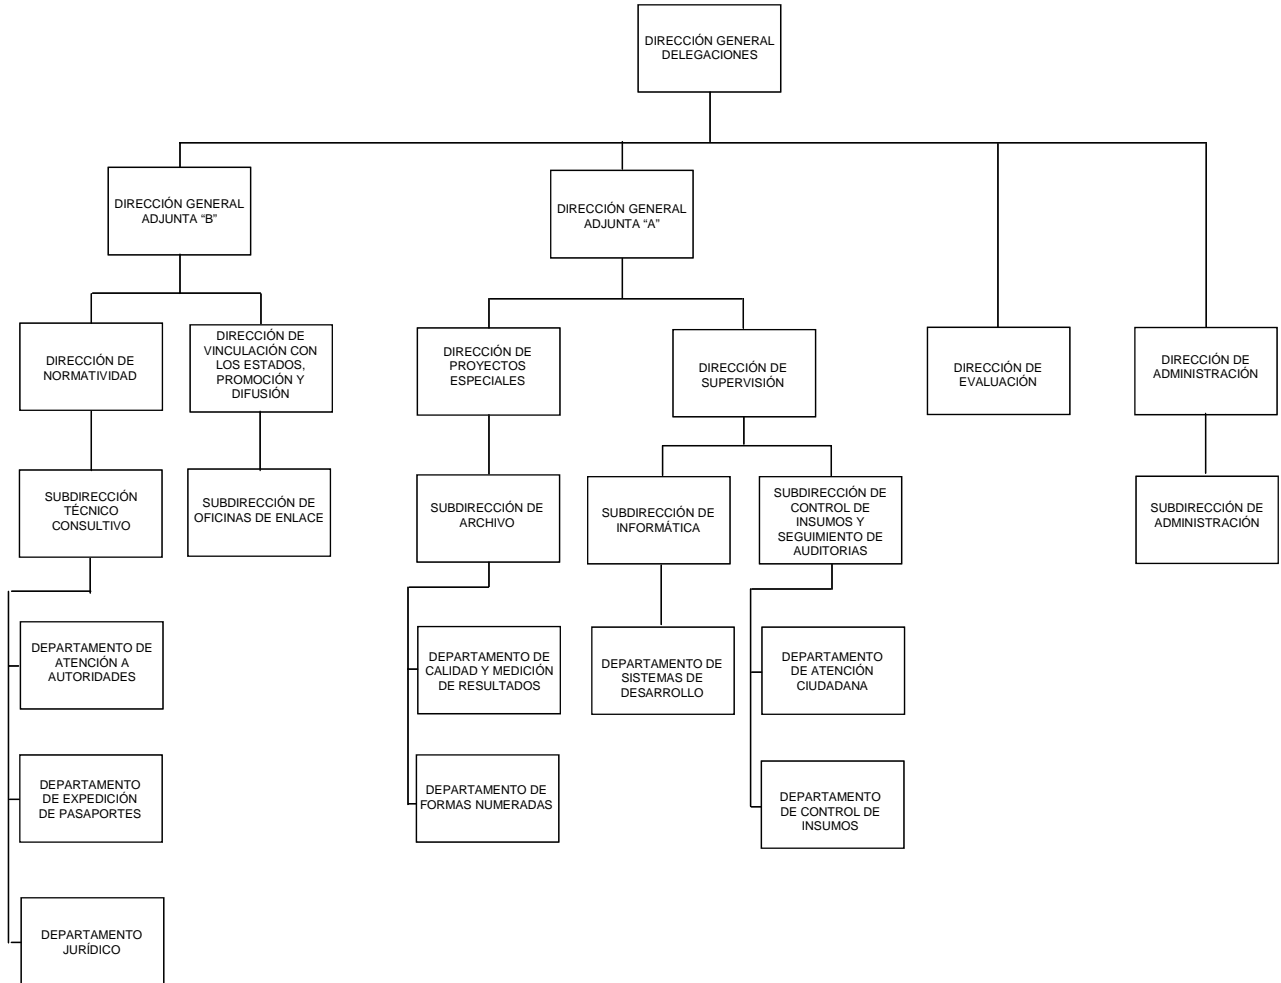 DIRECCIÓN GENERAL
DELEGACIONES
DIRECCIÓN GENERAL
ADJUNTA “B”
DIRECCIÓN GENERAL
ADJUNTA “A”
DIRECCIÓN DE
NORMATIVIDAD
DIRECCIÓN DE
VINCULACIÓN CON
LOS ESTADOS,
PROMOCIÓN Y
DIFUSIÓN
DIRECCIÓN DE
PROYECTOS
ESPECIALES
DIRECCIÓN DE
SUPERVISIÓN
DIRECCIÓN DE
EVALUACIÓN
DIRECCIÓN DE
ADMINISTRACIÓN
SUBDIRECCIÓN
TÉCNICO
CONSULTIVO
SUBDIRECCIÓN DE
OFICINAS DE ENLACE
SUBDIRECCIÓN DE
ARCHIVO
SUBDIRECCIÓN DE
INFORMÁTICA
SUBDIRECCIÓN DE
CONTROL DE
INSUMOS Y
SEGUIMIENTO DE
AUDITORIAS
SUBDIRECCIÓN DE
ADMINISTRACIÓN
DEPARTAMENTO DE
ATENCIÓN A
AUTORIDADES
DEPARTAMENTO DE
CALIDAD Y MEDICIÓN
DE RESULTADOS
DEPARTAMENTO DE
SISTEMAS DE
DESARROLLO
DEPARTAMENTO
DE ATENCIÓN
CIUDADANA
DEPARTAMENTO
DE EXPEDICIÓN
DE PASAPORTES
DEPARTAMENTO DE
FORMAS NUMERADAS
DEPARTAMENTO
DE CONTROL DE
INSUMOS
DEPARTAMENTO
JURÍDICO